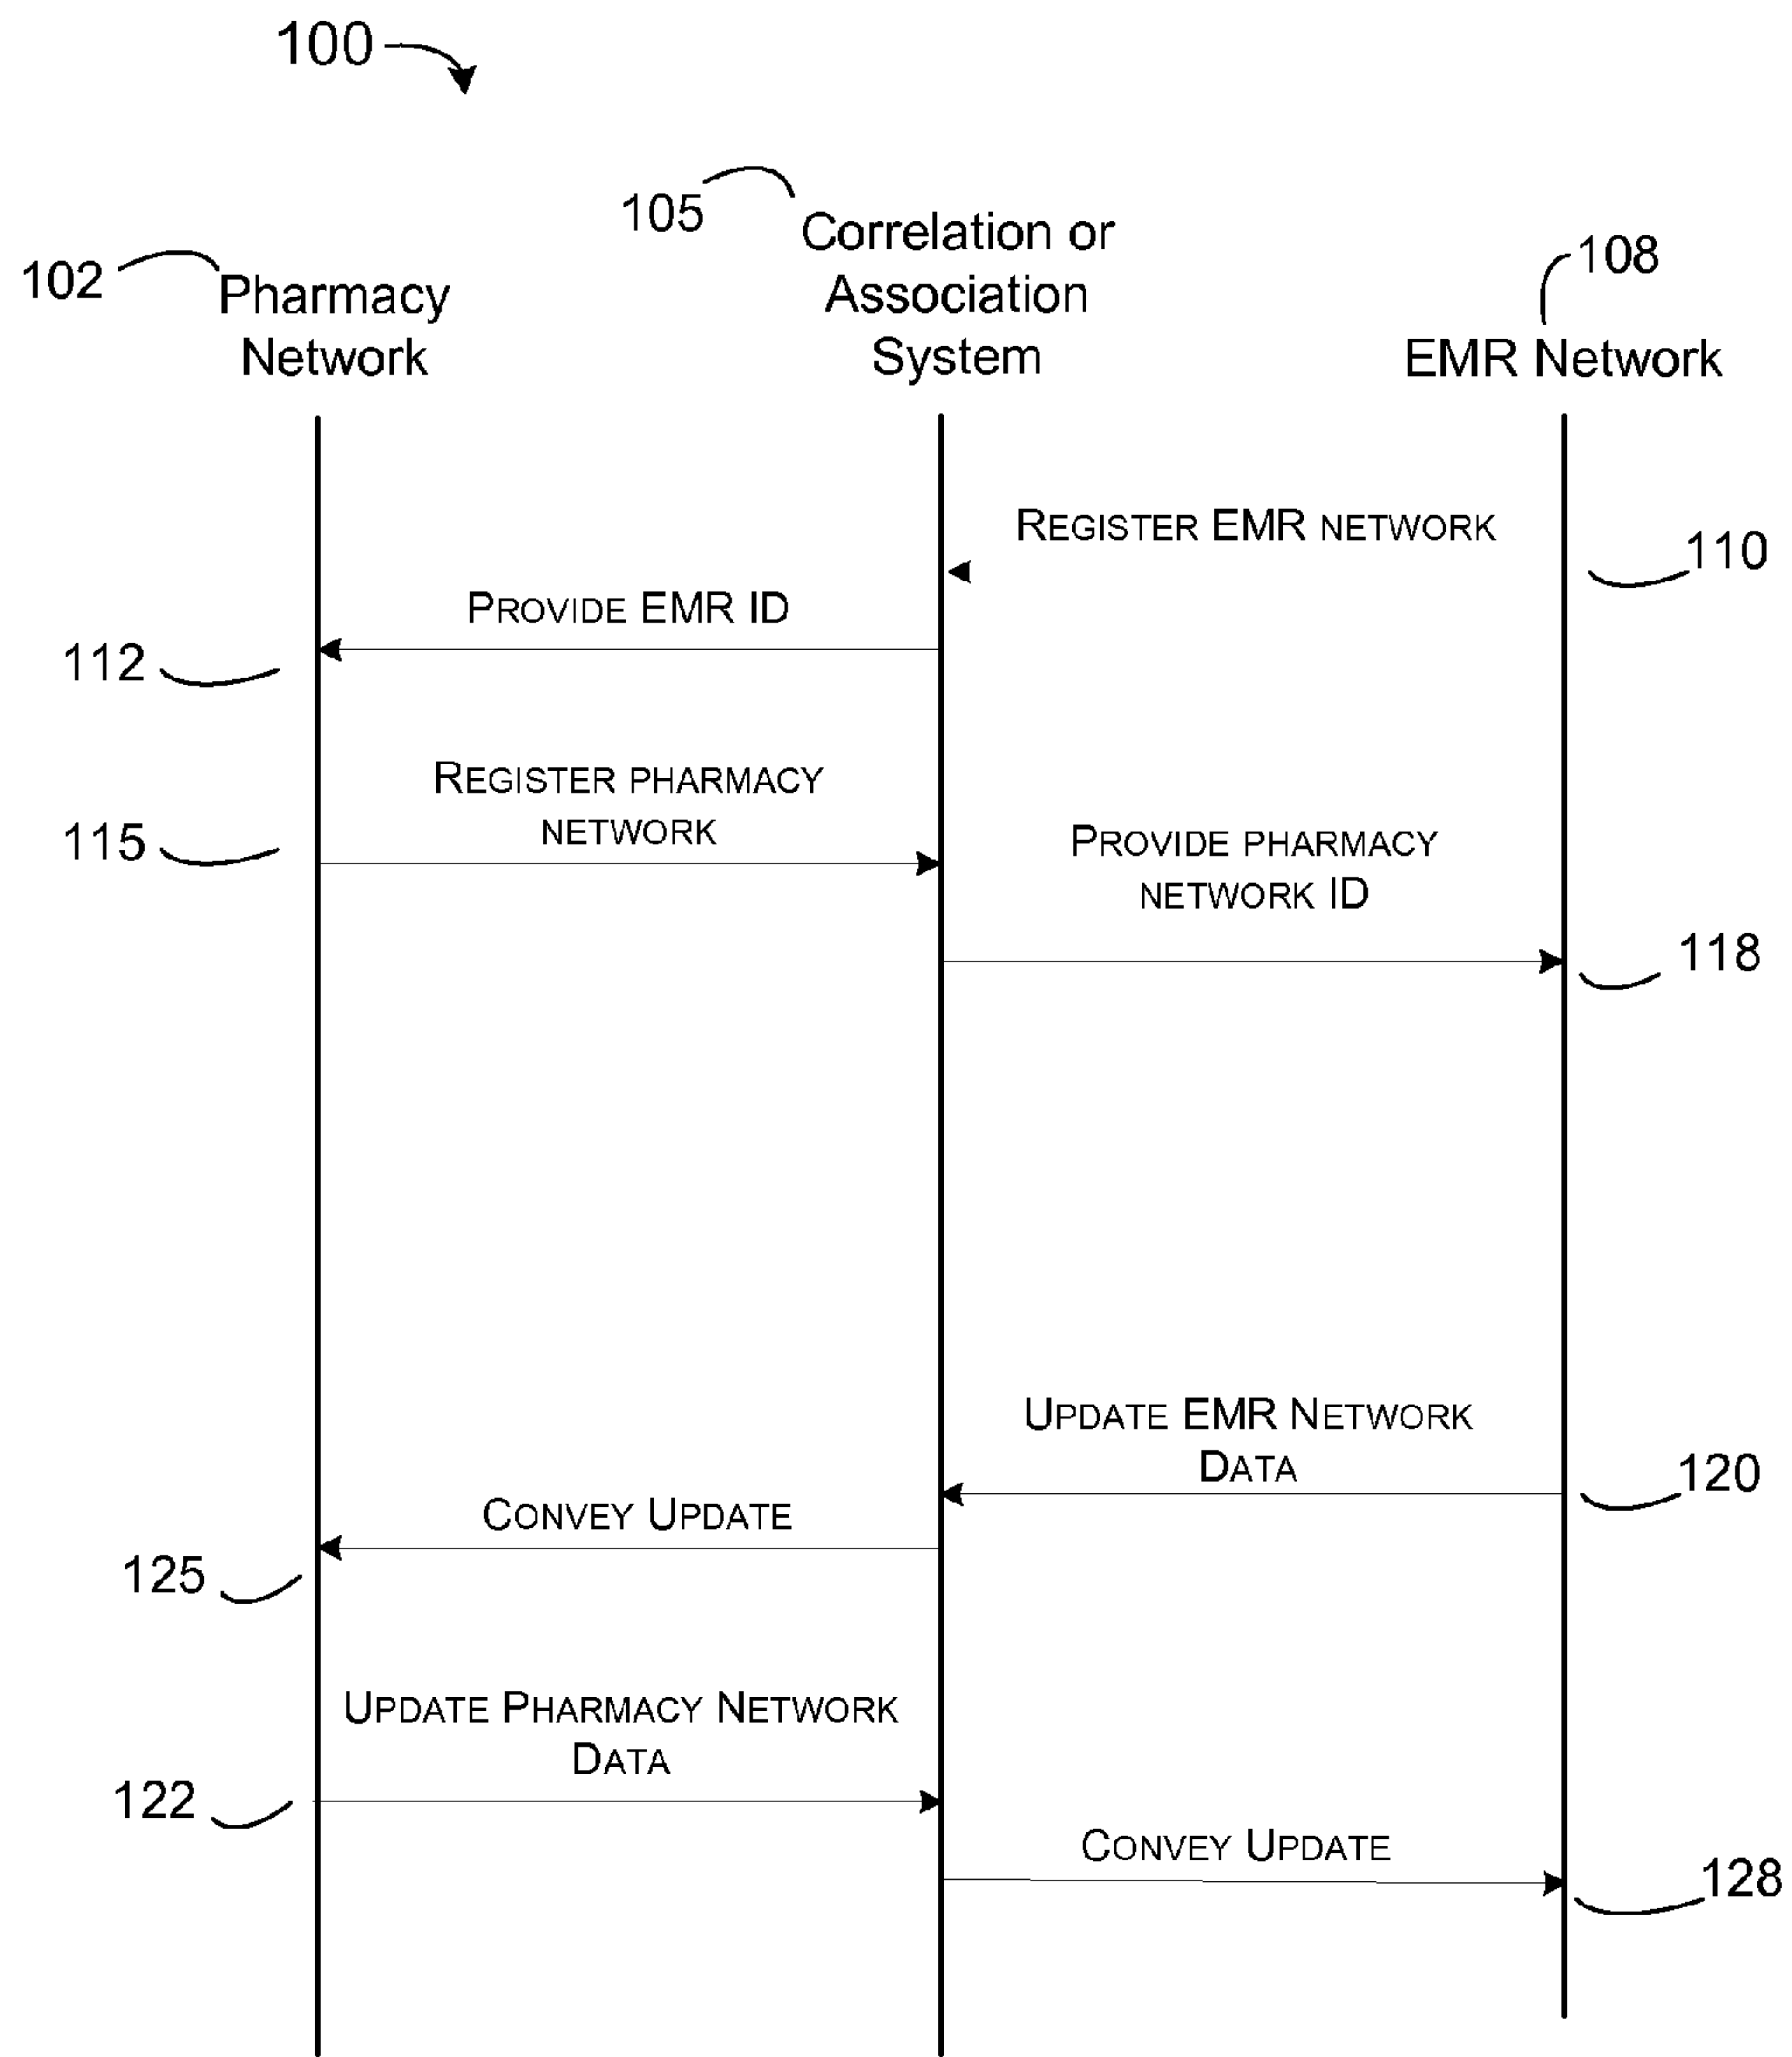 100
105
Correlation or
Association
System
102
Pharmacy
Network
108
EMR Network
REGISTER EMR NETWORK
110
PROVIDE EMR ID
112
REGISTER PHARMACY
NETWORK
115
PROVIDE PHARMACY
NETWORK ID
118
UPDATE EMR NETWORK
DATA
120
CONVEY UPDATE
125
UPDATE PHARMACY NETWORK
DATA
122
CONVEY UPDATE
128